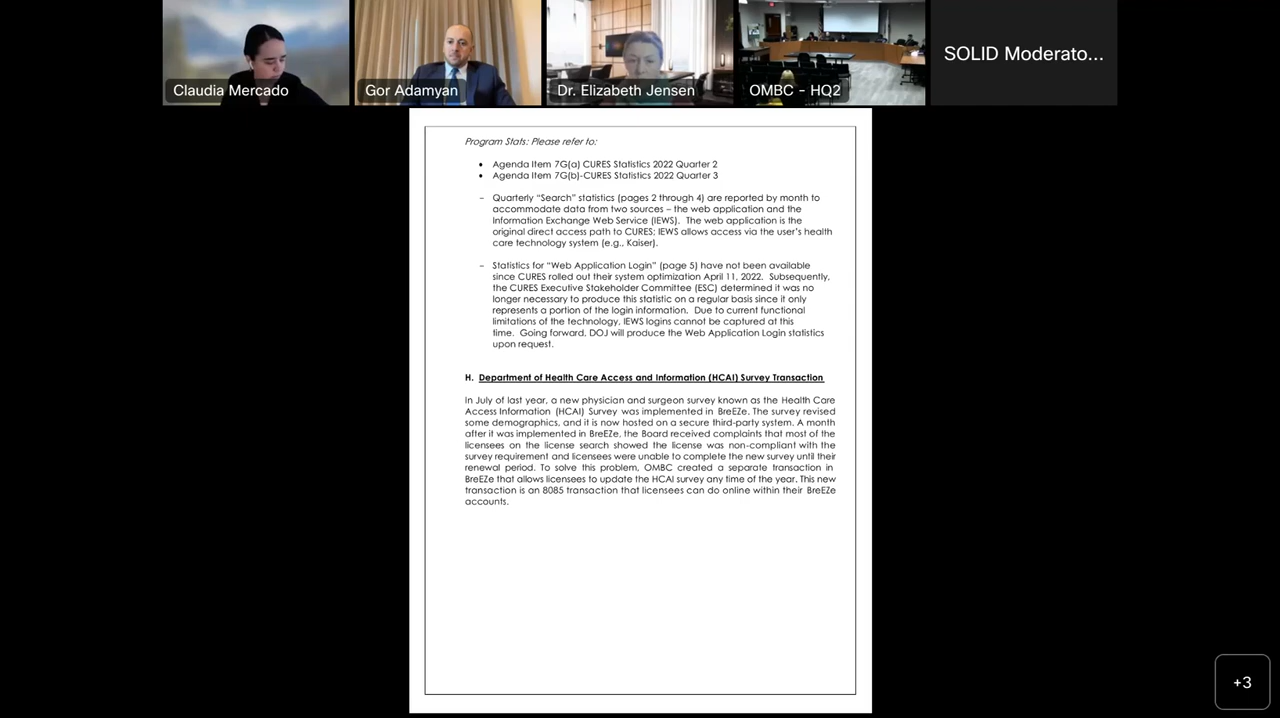 Claudia Mercado
Gor Adamyan
Dr. Elizabeth Jensen
OMBC - HQ2
SOLID Moderato...
Program Stats: Please refer to:
• Agenda Item 7G(a) CURES Statistics 2022 Quarter 2
• Agenda Item 7G(b)-CURES Statistics 2022 Quarter 3
– Quarterly “Search” statistics (pages 2 through 4) are reported by month to
accommodate data from two sources – the web application and the
Information Exchange Web Service (IEWS). The web application is the
original direct access path to CURES; IEWS allows access via the user’s health
care technology system (e.g., Kaiser).
– Statistics for “Web Application Login” (page 5) have not been available
since CURES rolled out their system optimization April 11, 2022. Subsequently,
the CURES Executive Stakeholder Committee (ESC) determined it was no
longer necessary to produce this statistic on a regular basis since it only
represents a portion of the login information. Due to current functional
limitations of the technology, IEWS logins cannot be captured at this
time. Going forward, DOJ will produce the Web Application Login statistics
upon request.
H. Department of Health Care Access and Information (HCAI) Survey Transaction
In July of last year, a new physician and surgeon survey known as the Health Care
Access Information (HCAI) Survey was implemented in BreEZe. The survey revised
some demographics, and it is now hosted on a secure third-party system. A month
after it was implemented in BreEZe, the Board received complaints that most of the
licensees on the license search showed the license was non-compliant with the
survey requirement and licensees were unable to complete the new survey until their
renewal period. To solve this problem, OMBC created a separate transaction in
BreEZe that allows licensees to update the HCAI survey any time of the year. This new
transaction is an 8085 transaction that licensees can do online within their BreEZe
accounts.
+3